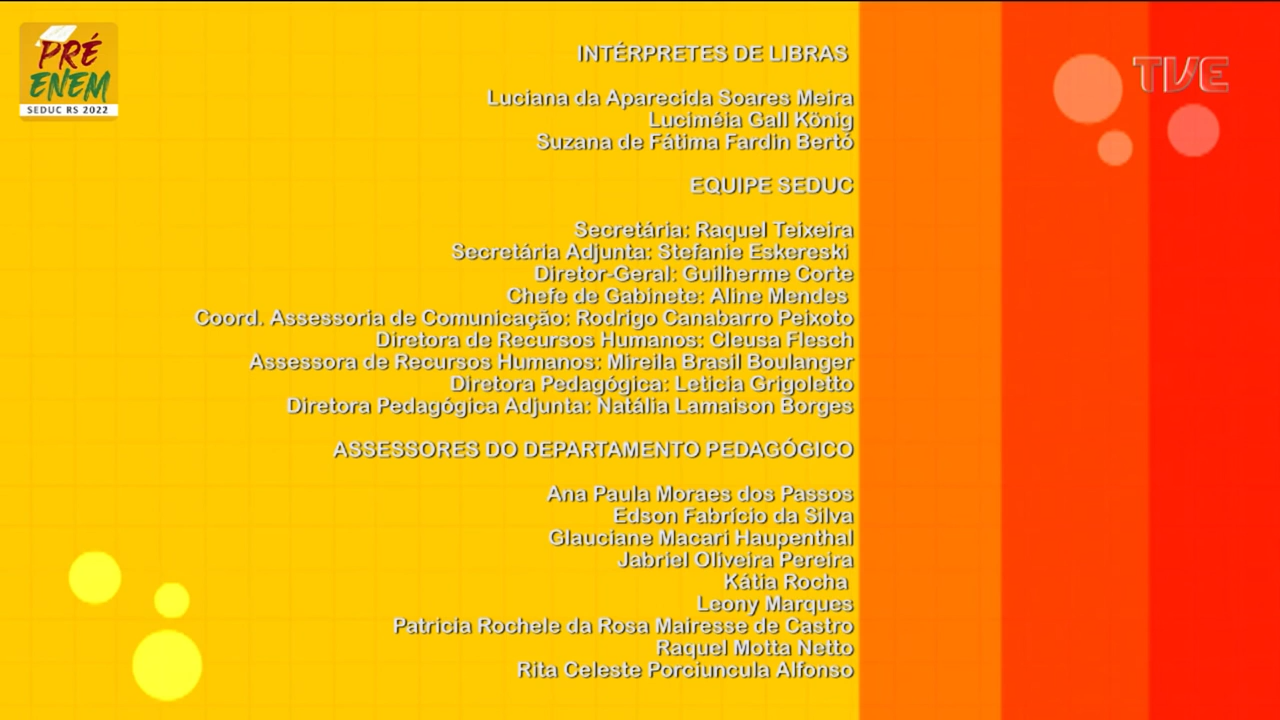 PRÉ
ENEM
SEDUC RS 2022
TVE
INTÉRPRETES DE LIBRAS
Luciana da Aparecida Soares Meira
Luciméia Gall König
Suzana de Fátima Fardin Bertó
EQUIPE SEDUC
Secretária: Raquel Teixeira
Secretária Adjunta: Stefanie Eskereski
Diretor-Geral: Guilherme Corte
Chefe de Gabinete: Aline Mendes
Coord. Assessoria de Comunicação: Rodrigo Canabarro Peixoto
Diretora de Recursos Humanos: Cleusa Flesch
Assessora de Recursos Humanos: Mireila Brasil Boulanger
Diretora Pedagógica: Leticia Grigoletto
Diretora Pedagógica Adjunta: Natália Lamaison Borges
ASSESSORES DO DEPARTAMENTO PEDAGÓGICO
Ana Paula Moraes dos Passos
Edson Fabrício da Silva
Glauciane Macari Haupenthal
Jabriel Oliveira Pereira
Kátia Rocha
Leony Marques
Patricia Rochele da Rosa Mairesse de Castro
Raquel Motta Netto
Rita Celeste Porciuncula Alfonso